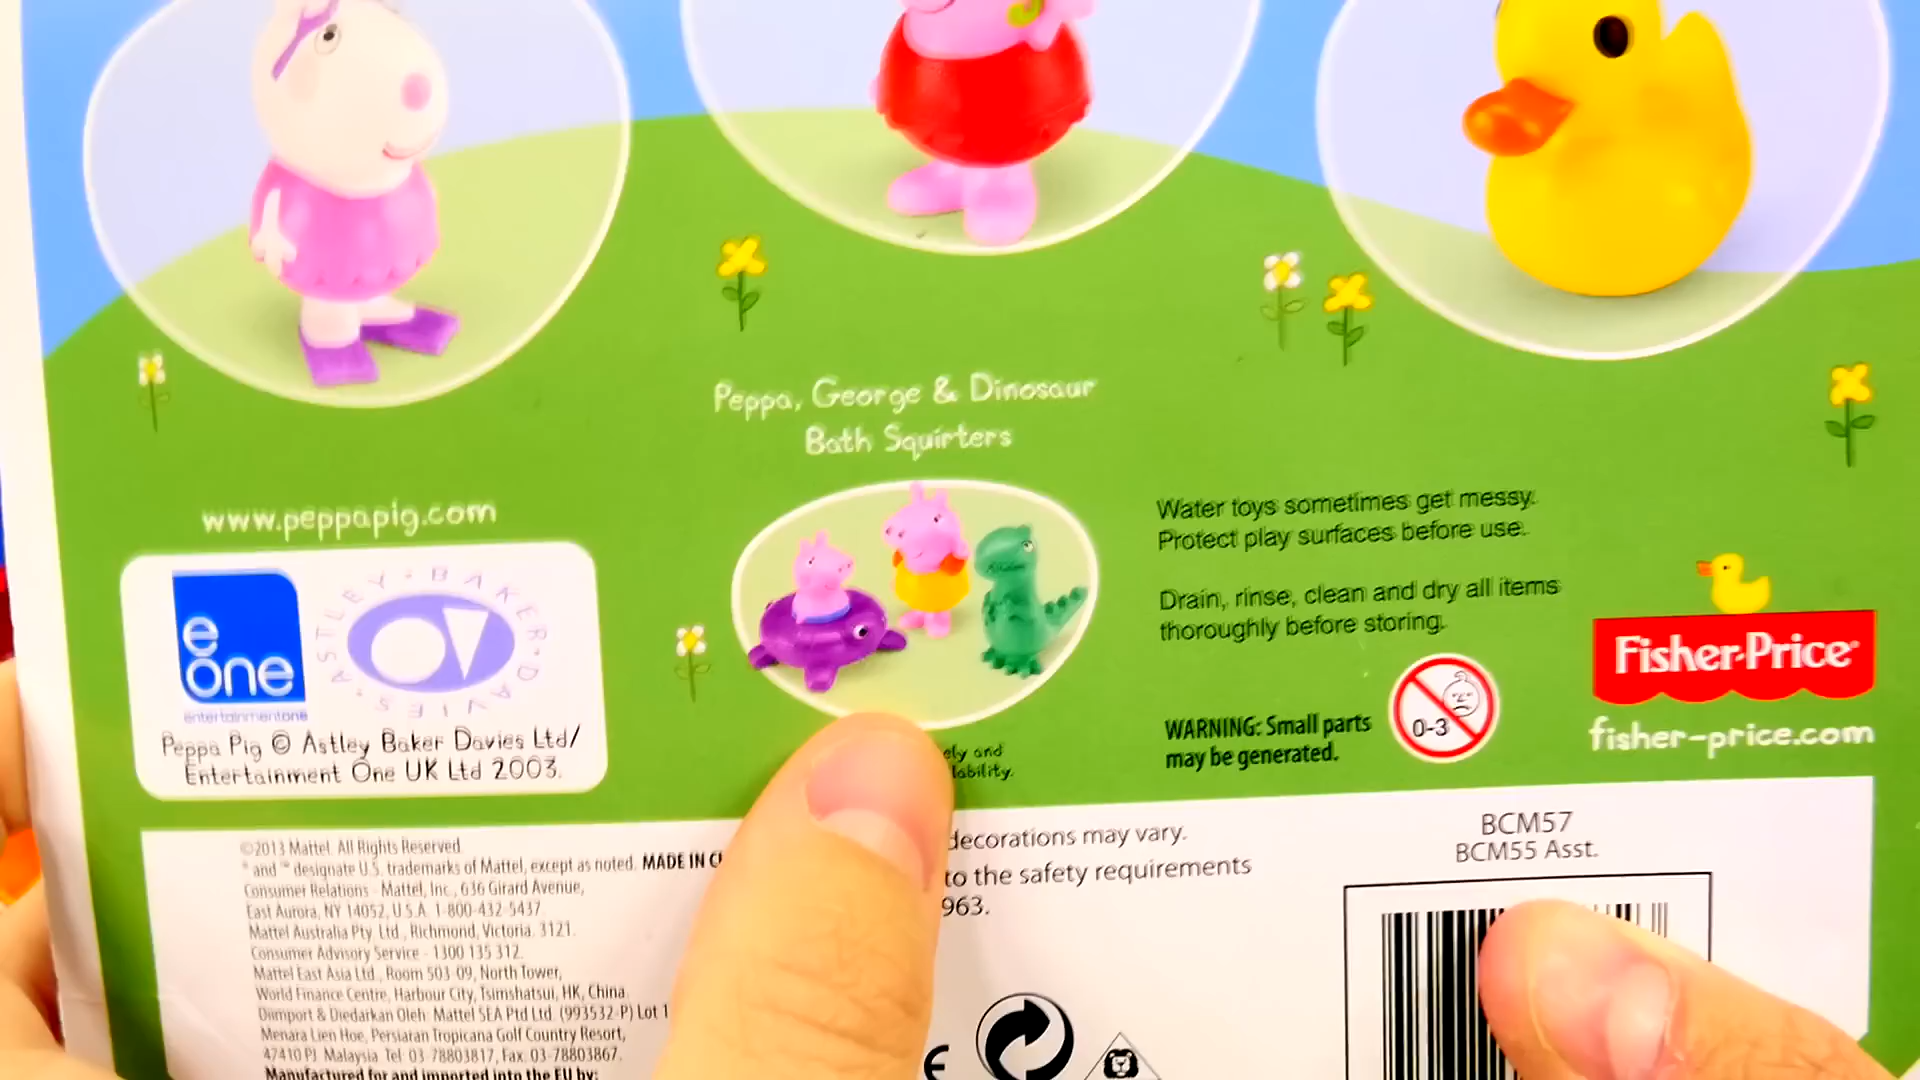 Peppa, George & Dinosaur
Bath Squirters
www.peppapig.com
e
one
entertainmentone
ASTLEY · BAKER · DAVIES
Peppa Pig © Astley Baker Davies Ltd/
Entertainment One UK Ltd 2003.
Water toys sometimes get messy.
Protect play surfaces before use.
Drain, rinse, clean and dry all items
thoroughly before storing.
WARNING: Small parts
may be generated.
0-3
Fisher-Price
fisher-price.com
and
©2013 Mattel. All Rights Reserved
® and ™ designate U.S. trademarks of Mattel, except as noted. MADE IN
Consumer Relations - Mattel, Inc., 636 Girard Avenue,
East Aurora, NY 14052, U.S.A. 1-800-432-5437.
Mattel Australia Pty. Ltd., Richmond, Victoria. 3121.
Consumer Advisory Service - 1300 135 312.
Mattel East Asia Ltd., Room 503-09, North Tower,
World Finance Centre, Harbour City, Tsimshatsui, HK, China.
Diimport & Diedarkan Oleh: Mattel SEA Ptd Ltd. (993532-P) Lot 1
Menara Lien Hoe, Persiaran Tropicana Golf Country Resort,
47410 PJ. Malaysia. Tel: 03-78803817, Fax: 03-78803867.
Manufactured for and imported into the EU by:
decorations may vary.
to the safety requirements
963.
BCM57
BCM55 Asst.